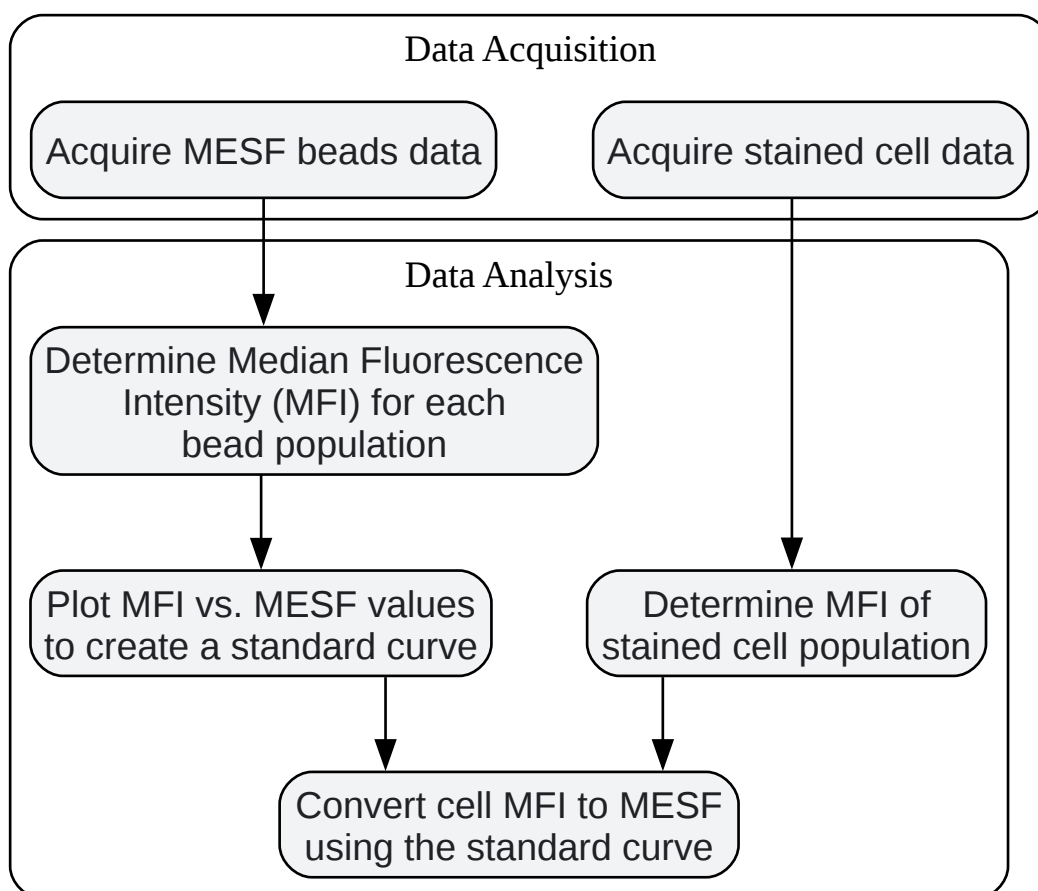 Data Acquisition
Acquire MESF beads data
Acquire stained cell data
Data Analysis
Determine Median Fluorescence
Intensity (MFI) for each
bead population
Plot MFI vs. MESF values
to create a standard curve
Determine MFI of
stained cell population
Convert cell MFI to MESF
using the standard curve